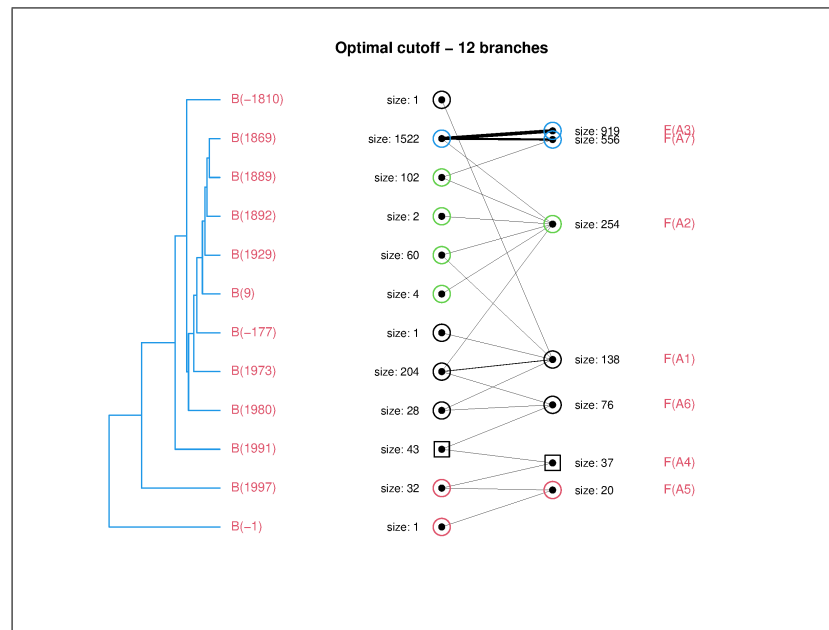 Optimal cutoff – 12 branches
B(−1810) size: 1
size: 919 F(A3)
B(1869) size: 1522 size: 556 F(A7)
B(1889) size: 102
B(1892) size: 2 size: 254 F(A2)
B(1929) size: 60
B(9) size: 4
B(−177) size: 1
size: 138 F(A1)
B(1973) size: 204
size: 76 F(A6)
B(1980) size: 28
B(1991) size: 43
size: 37 F(A4)
B(1997) size: 32 size: 20 F(A5)
B(−1) size: 1